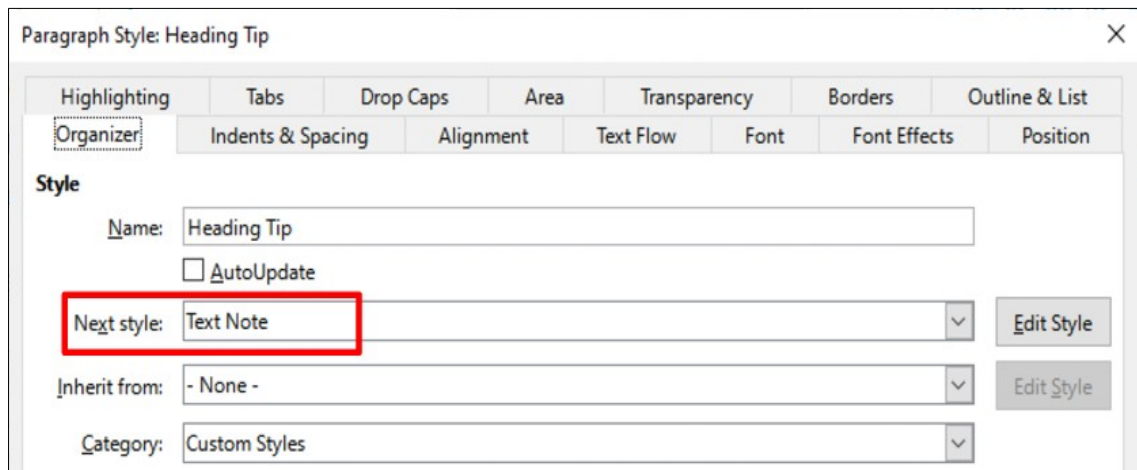 Paragraph Style: Heading Tip
Highlighting Tabs Drop Caps Area Transparency Borders Outline & List
Organizer Indents & Spacing Alignment Text Flow Font Font Effects Position
Style
Name: Heading Tip
AutoUpdate
Next style: Text Note Edit Style
Inherit from: - None - Edit Style
Category: Custom Styles